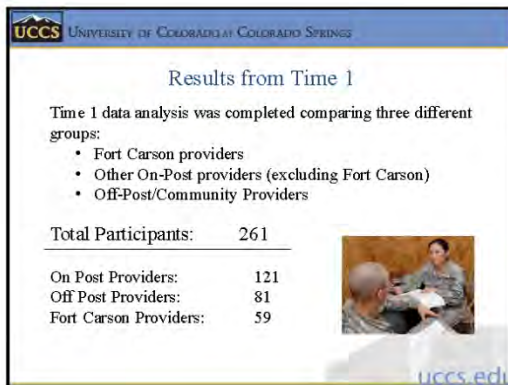 UCCS UNIVERSITY OF COLORADO AT COLORADO SPRINGS
Results from Time 1
Time 1 data analysis was completed comparing three different
groups:
• Fort Carson providers
• Other On-Post providers (excluding Fort Carson)
• Off-Post/Community Providers
Total Participants: 261
On Post Providers: 121
Off Post Providers: 81
Fort Carson Providers: 59
uccs.edu